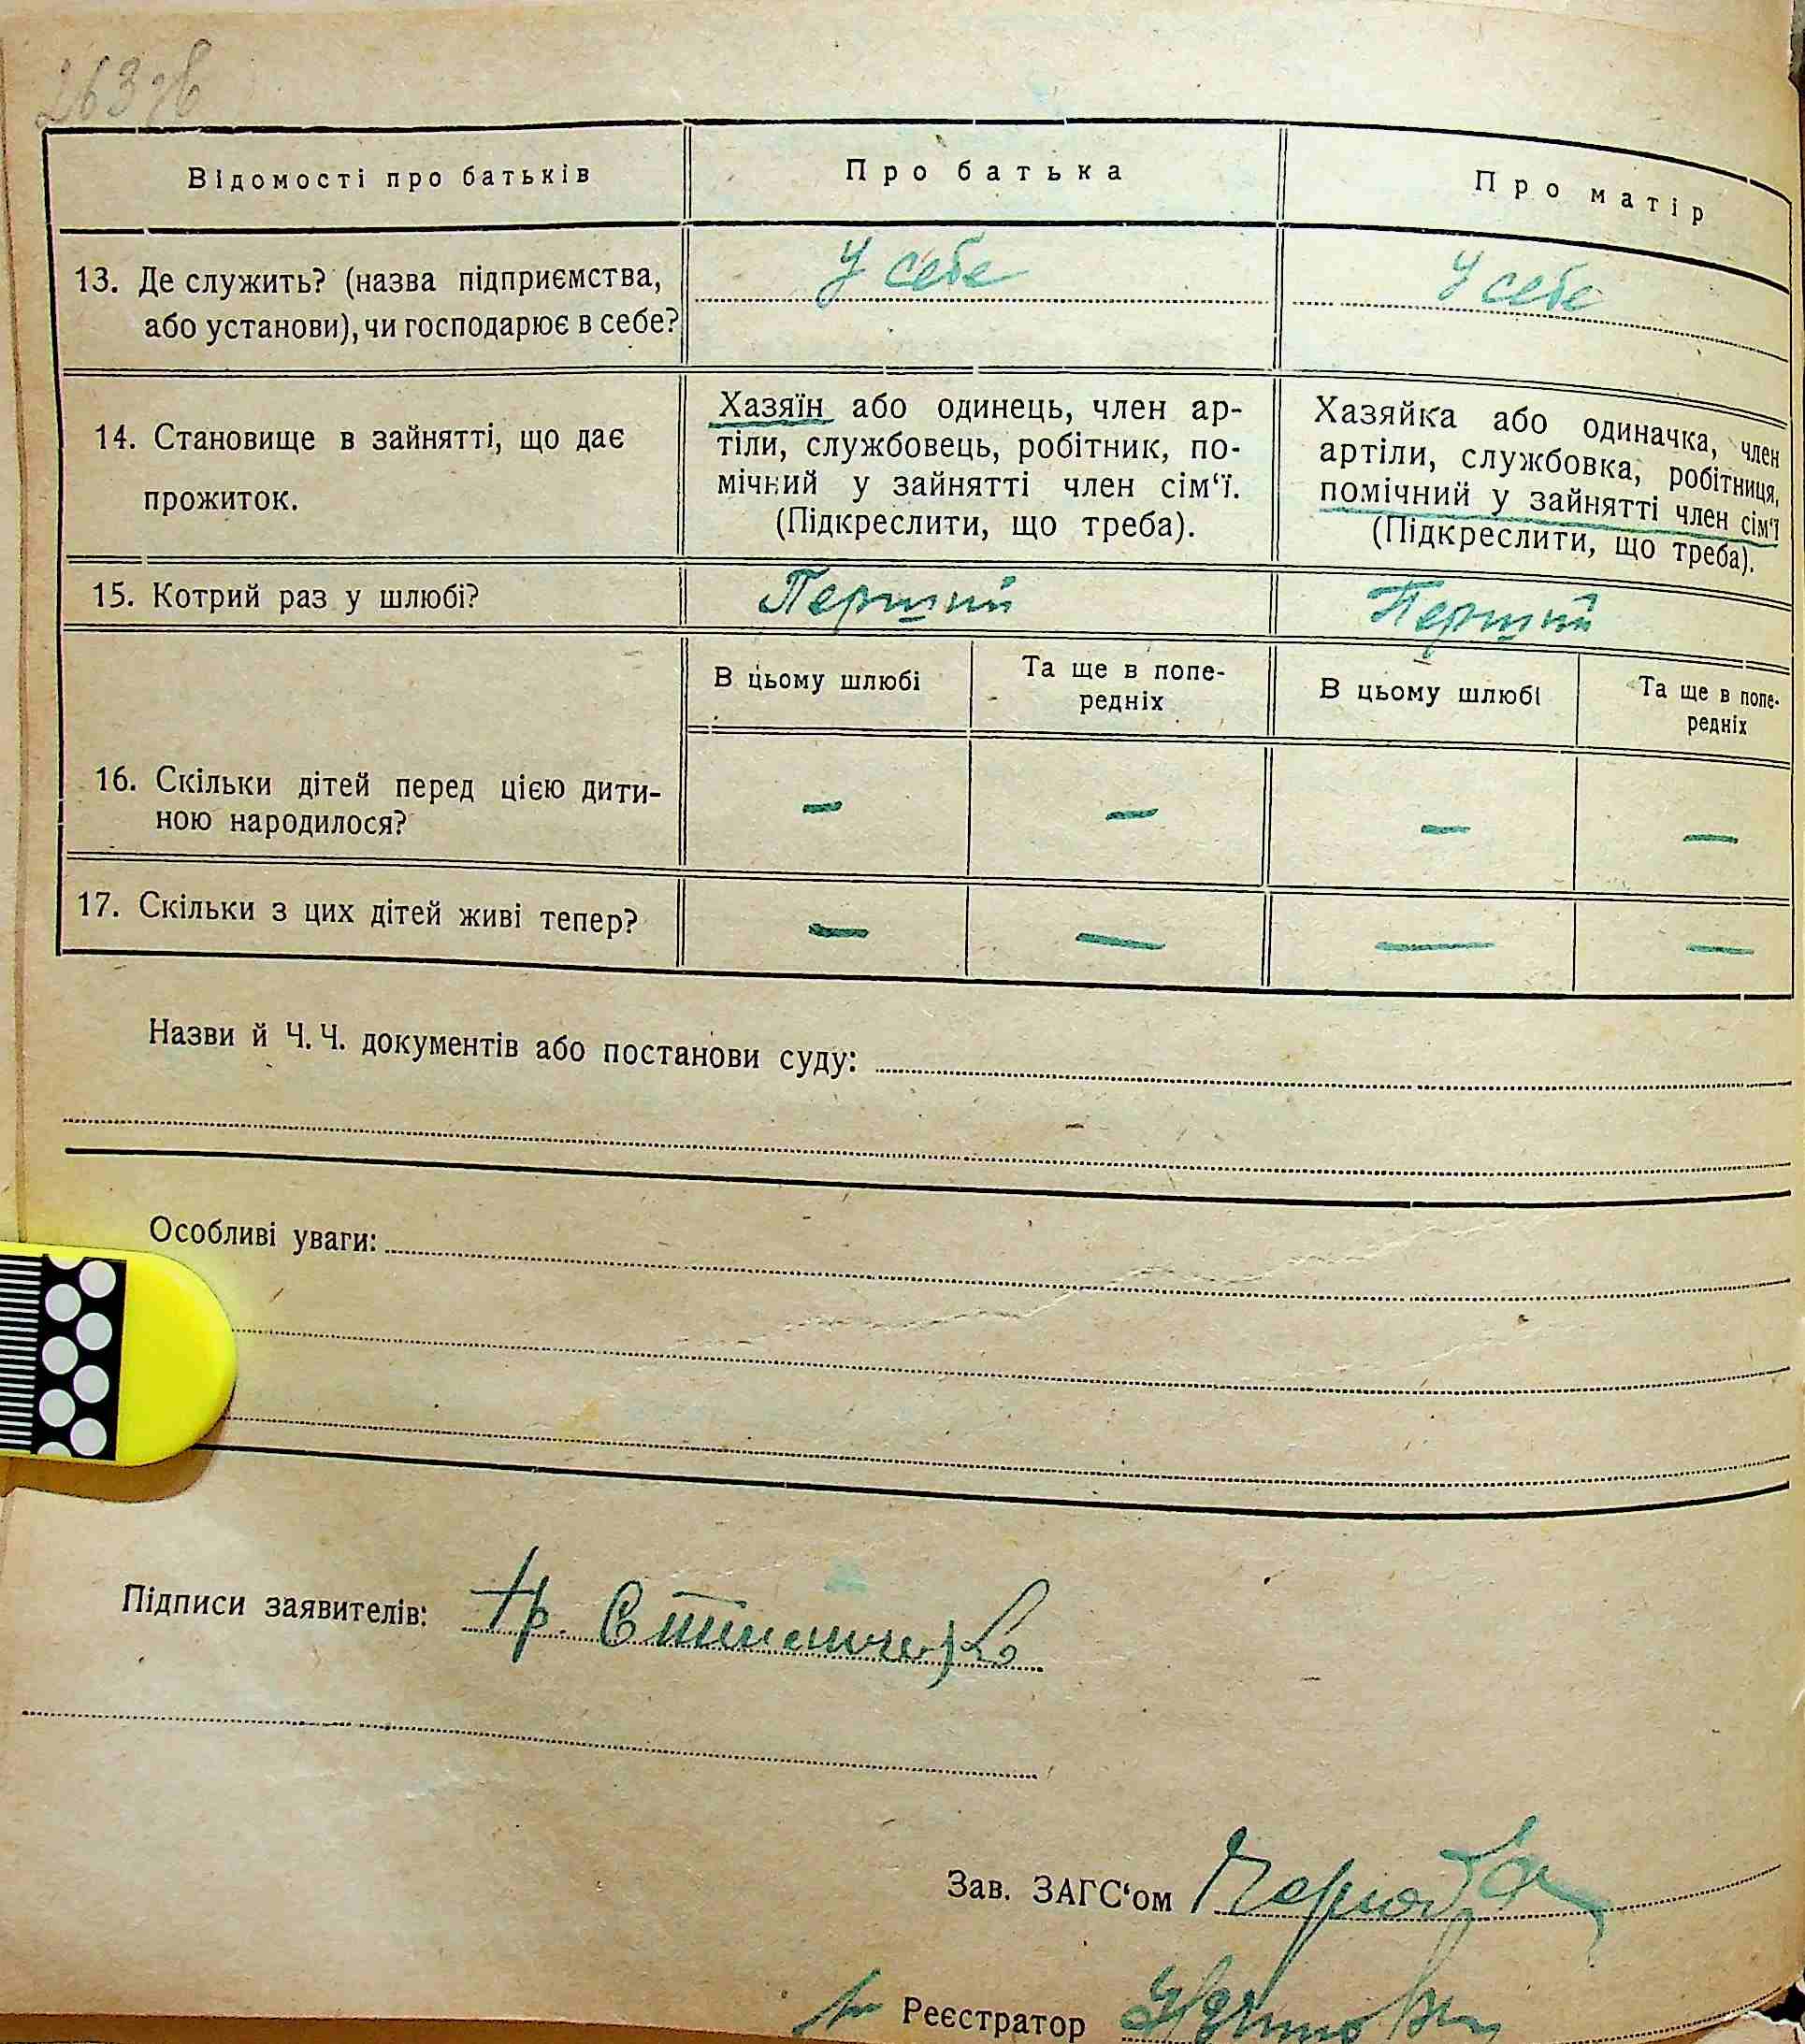 263 зв
Відомості про батьків
Про батька
Про матір
13. Де служить? (назва підприємства,
або установи), чи господарює в себе?
У себе
У себе
14. Становище в зайнятті, що дає
прожиток.
Хазяїн або одинець, член ар-
тіли, службовець, робітник, по-
мічний у зайнятті член сім‘ї.
(Підкреслити, що треба).
Хазяйка або одиначка, член
артіли, службовка, робітниця,
помічний у зайнятті член сім‘ї
(Підкреслити, що треба).
15. Котрий раз у шлюбі?
Перший
Перший
В цьому шлюбі
Та ще в попе-
редніх
В цьому шлюбі
Та ще в попе-
редніх
16. Скільки дітей перед цією дити-
ною народилося?
— — — —
17. Скільки з цих дітей живі тепер?
— — — —
Назви й Ч. Ч. документів або постанови суду:
Особливі уваги:
Підписи заявителів:
Зав. ЗАГС‘ом
Реєстратор